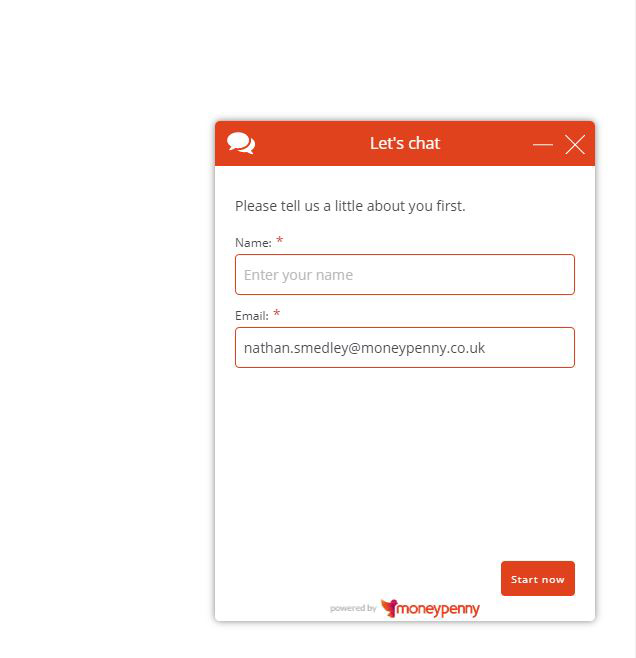 Let's chat
Please tell us a little about you first.
Name: *
Enter your name
Email: *
nathan.smedley@moneypenny.co.uk
Start now
powered by moneypenny